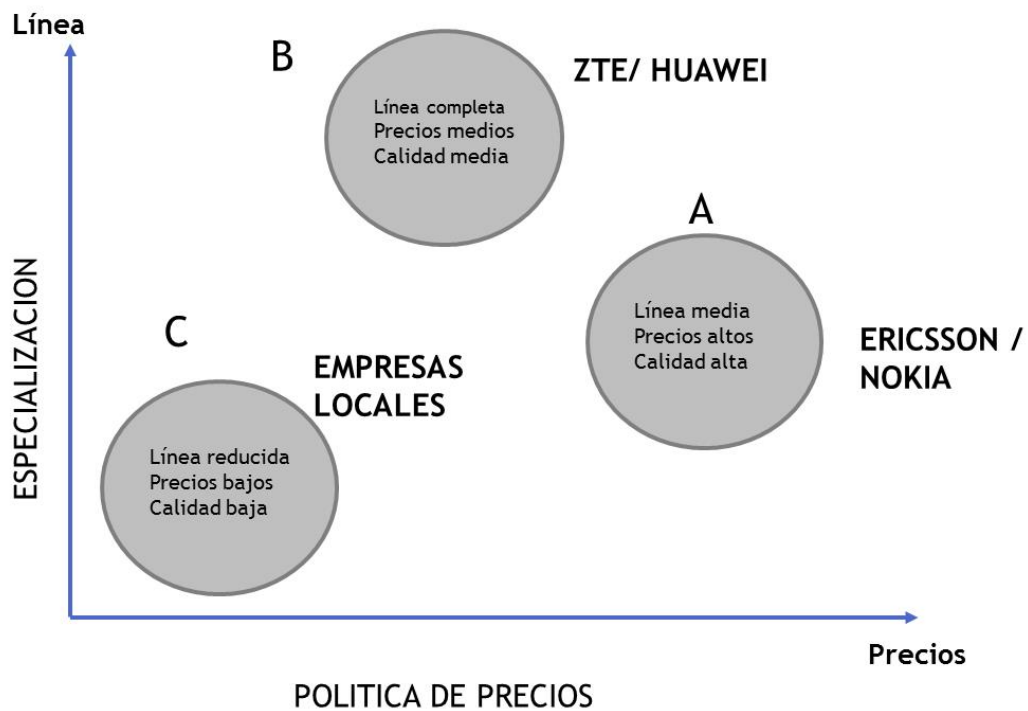 Línea
B
ZTE/ HUAWEI
Línea completa
Precios medios
Calidad media
A
Línea media
Precios altos
Calidad alta
ERICSSON /
NOKIA
C
EMPRESAS
LOCALES
Línea reducida
Precios bajos
Calidad baja
ESPECIALIZACION
Precios
POLITICA DE PRECIOS